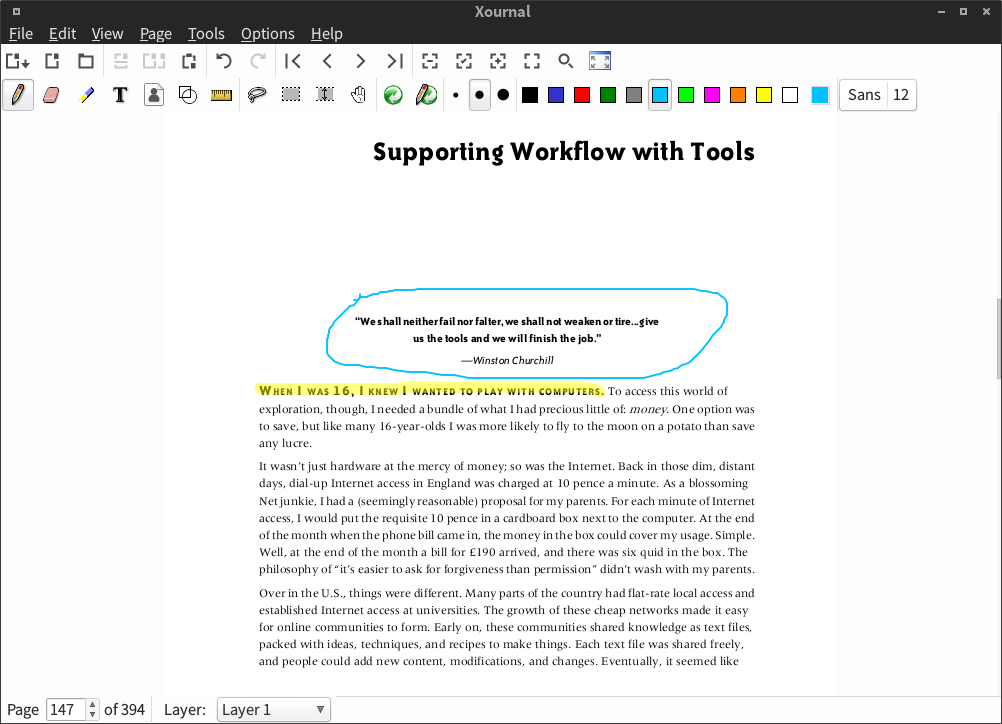 Xournal
File Edit View Page Tools Options Help
T Sans 12
Supporting Workflow with Tools
“We shall neither fail nor falter, we shall not weaken or tire...give
us the tools and we will finish the job.”
—Winston Churchill
When I was 16, I knew I wanted to play with computers. To access this world of
exploration, though, I needed a bundle of what I had precious little of: money. One option was
to save, but like many 16-year-olds I was more likely to fly to the moon on a potato than save
any lucre.
It wasn’t just hardware at the mercy of money; so was the Internet. Back in those dim, distant
days, dial-up Internet access in England was charged at 10 pence a minute. As a blossoming
Net junkie, I had a (seemingly reasonable) proposal for my parents. For each minute of Internet
access, I would put the requisite 10 pence in a cardboard box next to the computer. At the end
of the month when the phone bill came in, the money in the box could cover my usage. Simple.
Well, at the end of the month a bill for £190 arrived, and there was six quid in the box. The
philosophy of “it’s easier to ask for forgiveness than permission” didn’t wash with my parents.
Over in the U.S., things were different. Many parts of the country had flat-rate local access and
established Internet access at universities. The growth of these cheap networks made it easy
for online communities to form. Early on, these communities shared knowledge as text files,
packed with ideas, techniques, and recipes to make things. Each text file was shared freely,
and people could add new content, modifications, and changes. Eventually, it seemed like
Page 147 of 394 Layer: Layer 1